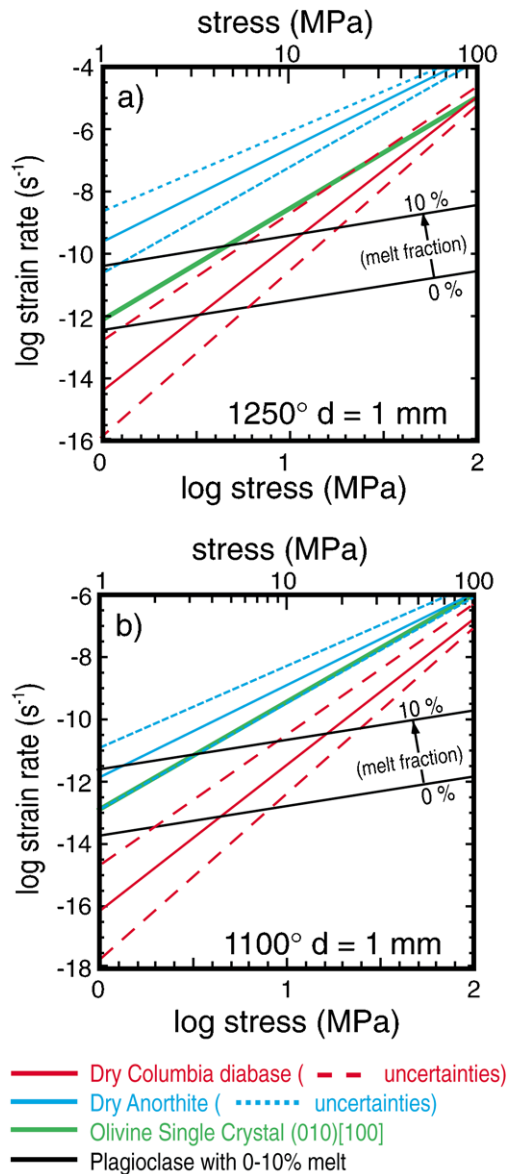 stress (MPa)
1 10 100
a)
-4
-6
-8
-10
-12
-14
-16
log strain rate (s⁻¹)
10 %
(melt fraction)
0 %
1250° d = 1 mm
0 1 2
log stress (MPa)
stress (MPa)
1 10 100
b)
-6
-8
-10
-12
-14
-16
-18
log strain rate (s⁻¹)
10 %
(melt fraction)
0 %
1100° d = 1 mm
0 1 2
log stress (MPa)
Dry Columbia diabase ( uncertainties)
Dry Anorthite ( uncertainties)
Olivine Single Crystal (010)[100]
Plagioclase with 0-10% melt